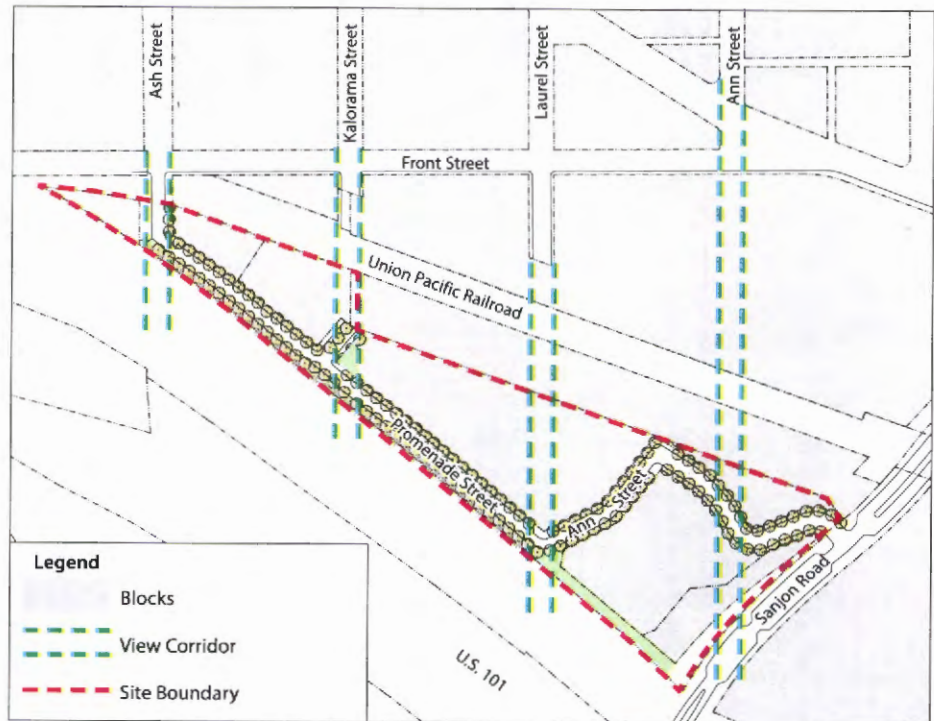 Ash Street
Kalorama Street
Laurel Street
Ann Street
Front Street
Union Pacific Railroad
Promenade Street
Ann Street
Sanjon Road
U.S. 101
Legend
Blocks
View Corridor
Site Boundary